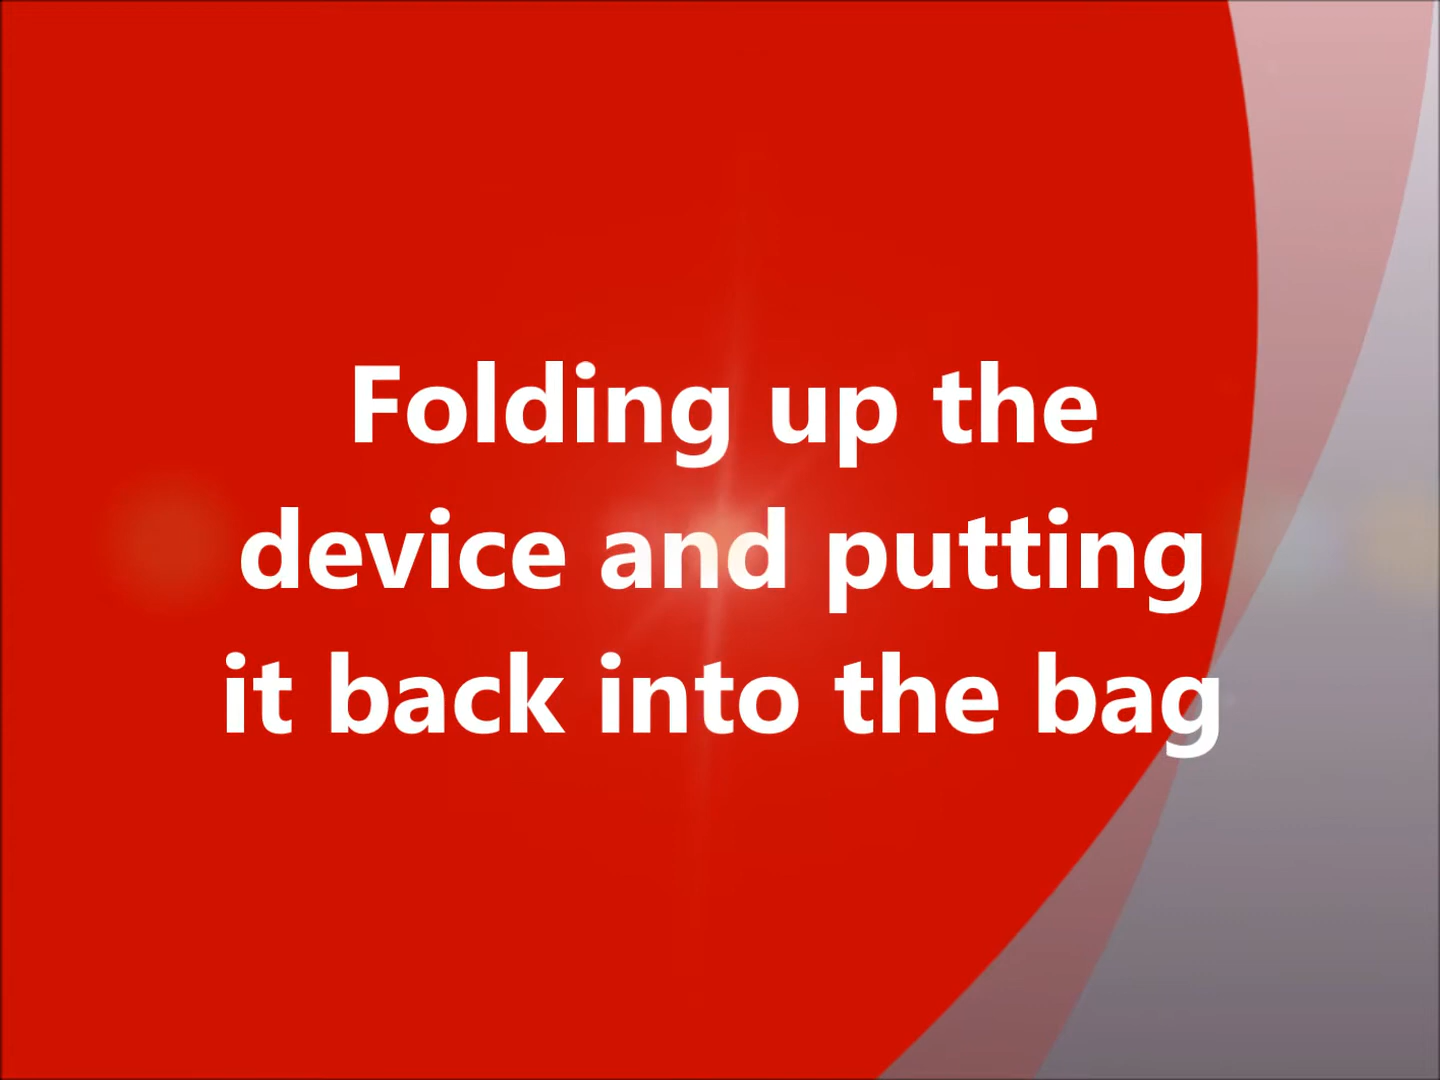 Folding up the
device and putting
it back into the bag